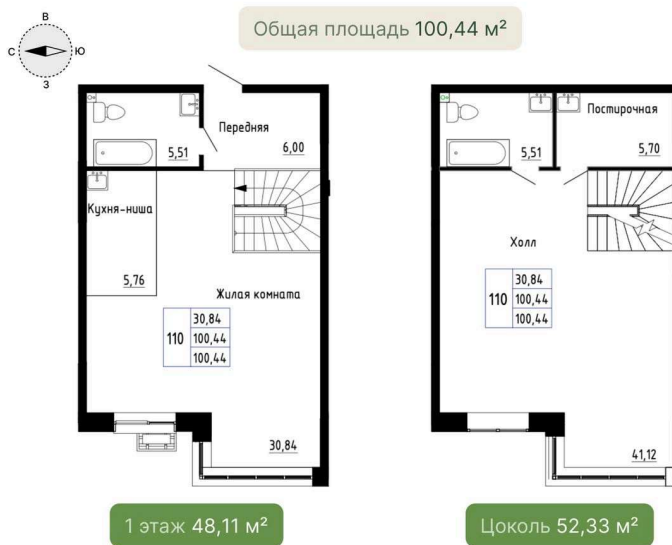 Общая площадь 100,44 м²
В
С
Ю
З
Передняя
5,51
6,00
Кухня-ниша
5,76
Жилая комната
30,84
110
100,44
100,44
30,84
1 этаж 48,11 м²
Постирочная
5,51
5,70
Холл
30,84
110
100,44
100,44
41,12
Цоколь 52,33 м²